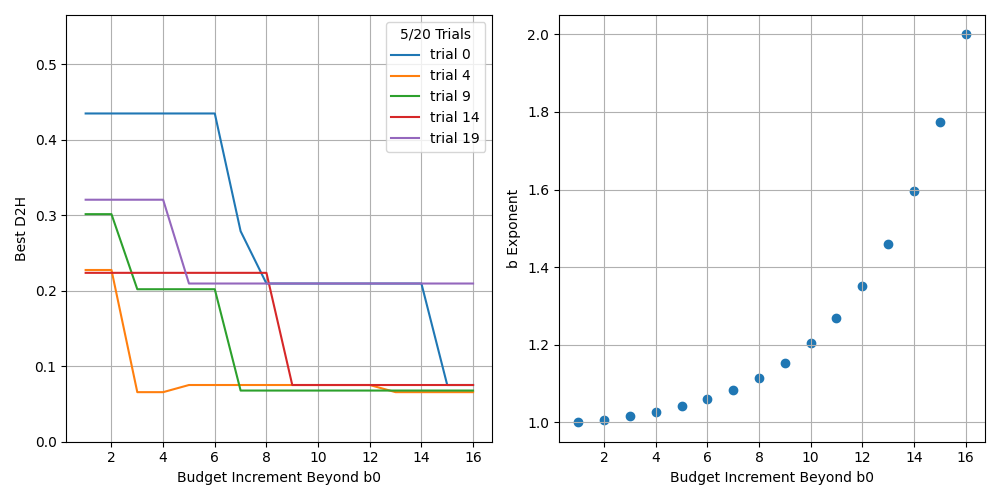 5/20 Trials
trial 0
trial 4
trial 9
trial 14
trial 19
Best D2H
0.5
0.4
0.3
0.2
0.1
0.0
2 4 6 8 10 12 14 16
Budget Increment Beyond b0
b Exponent
2.0
1.8
1.6
1.4
1.2
1.0
2 4 6 8 10 12 14 16
Budget Increment Beyond b0